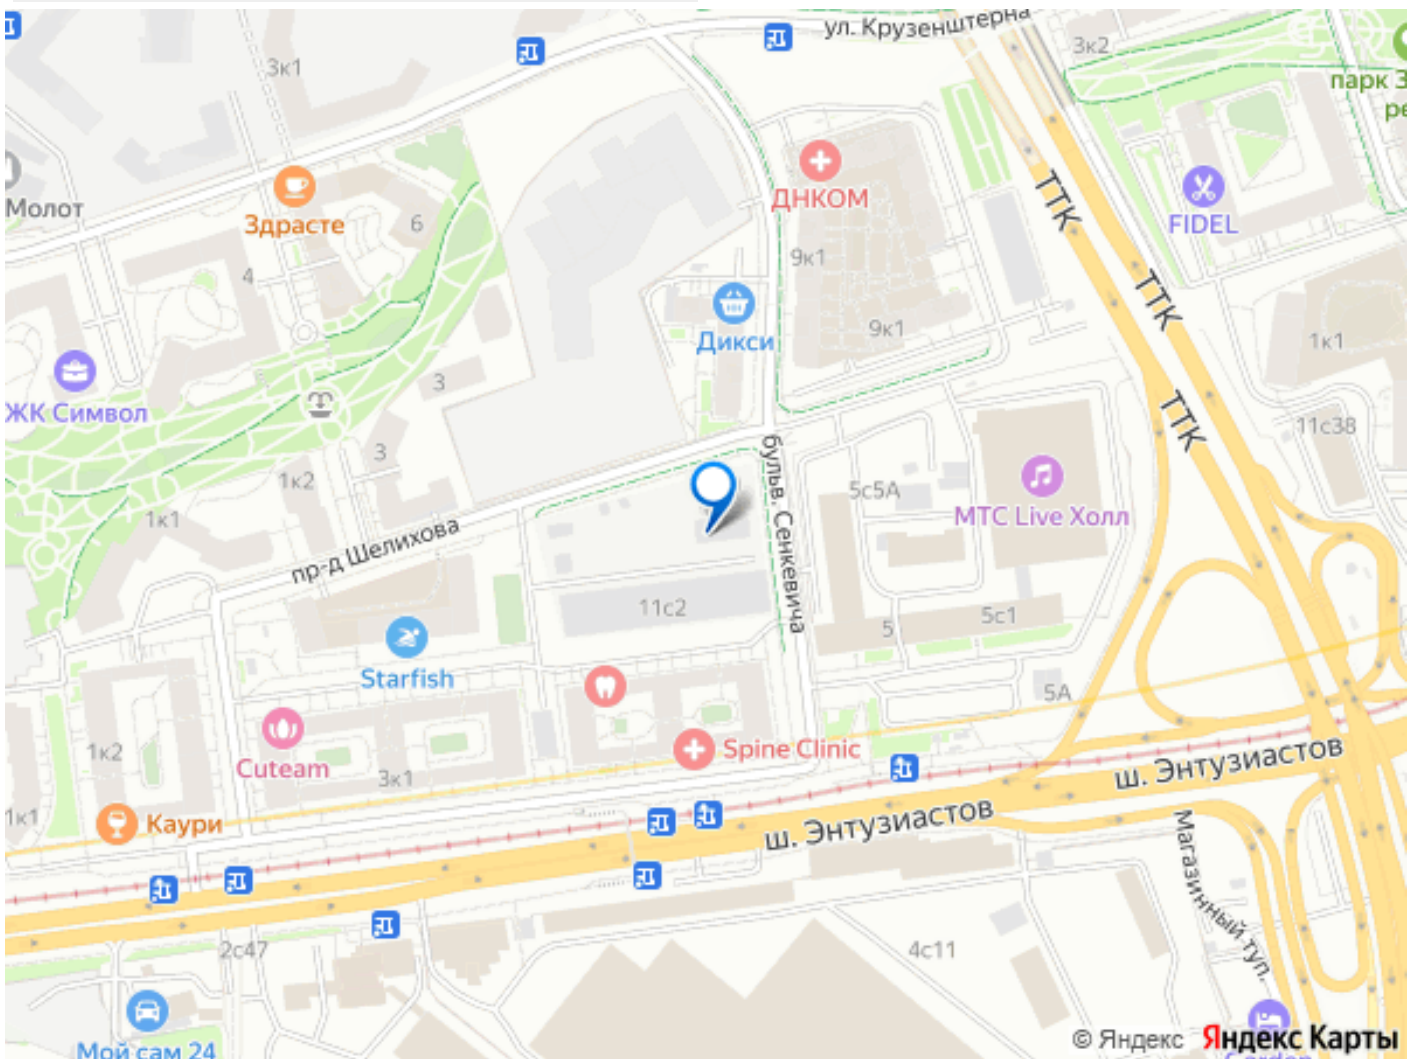 ул. Крузенштерна
3к1
3к2
парк З
ре
Молот
Здрасте
6
4
ДНКОМ
ТТК
FIDEL
9к1
ТТК
Дикси
9к1
1к1
3
ЖК Символ
ТТК
11с38
3
1к2
бульв. Сенкевича
5с5А
МТС Live Холл
1к1
пр-д Шелихова
11с2
5
5с1
Starfish
5А
1к2
Cuteam
3к1
Spine Clinic
ш. Энтузиастов
1к1
Каури
ш. Энтузиастов
Магазинный туп.
2с47
4с11
Мой сам 24
© Яндекс Яндекс Карты